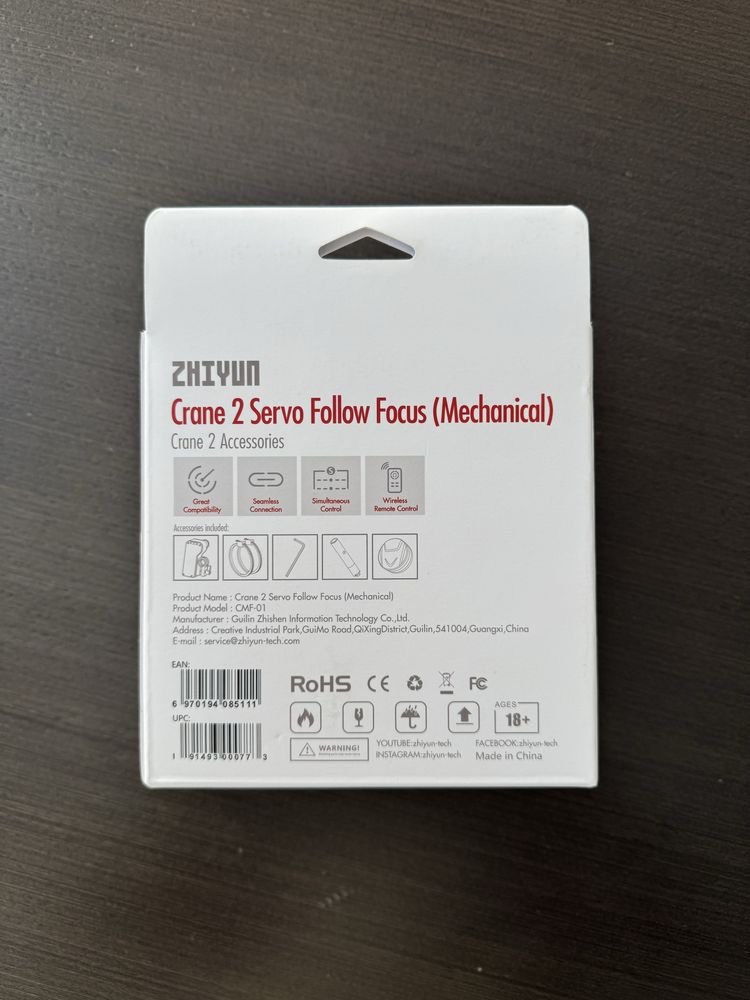 ZHIYUN
Crane 2 Servo Follow Focus (Mechanical)
Crane 2 Accessories
Great Compatibility
Seamless Connection
S
Simultaneous Control
Wireless Remote Control
Accessories included:
Product Name : Crane 2 Servo Follow Focus (Mechanical)
Product Model : CMF-01
Manufacturer : Guilin Zhishen Information Technology Co.,Ltd.
Address : Creative Industrial Park,GuiMo Road,QiXingDistrict,Guilin,541004,Guangxi,China
E-mail : service@zhiyun-tech.com
EAN:
6 970194 085111
UPC:
1 91493 00077 3
RoHS CE FC
AGES
18+
WARNING!
YOUTUBE:zhiyun-tech FACEBOOK:zhiyun-tech
INSTAGRAM:zhiyun-tech Made in China